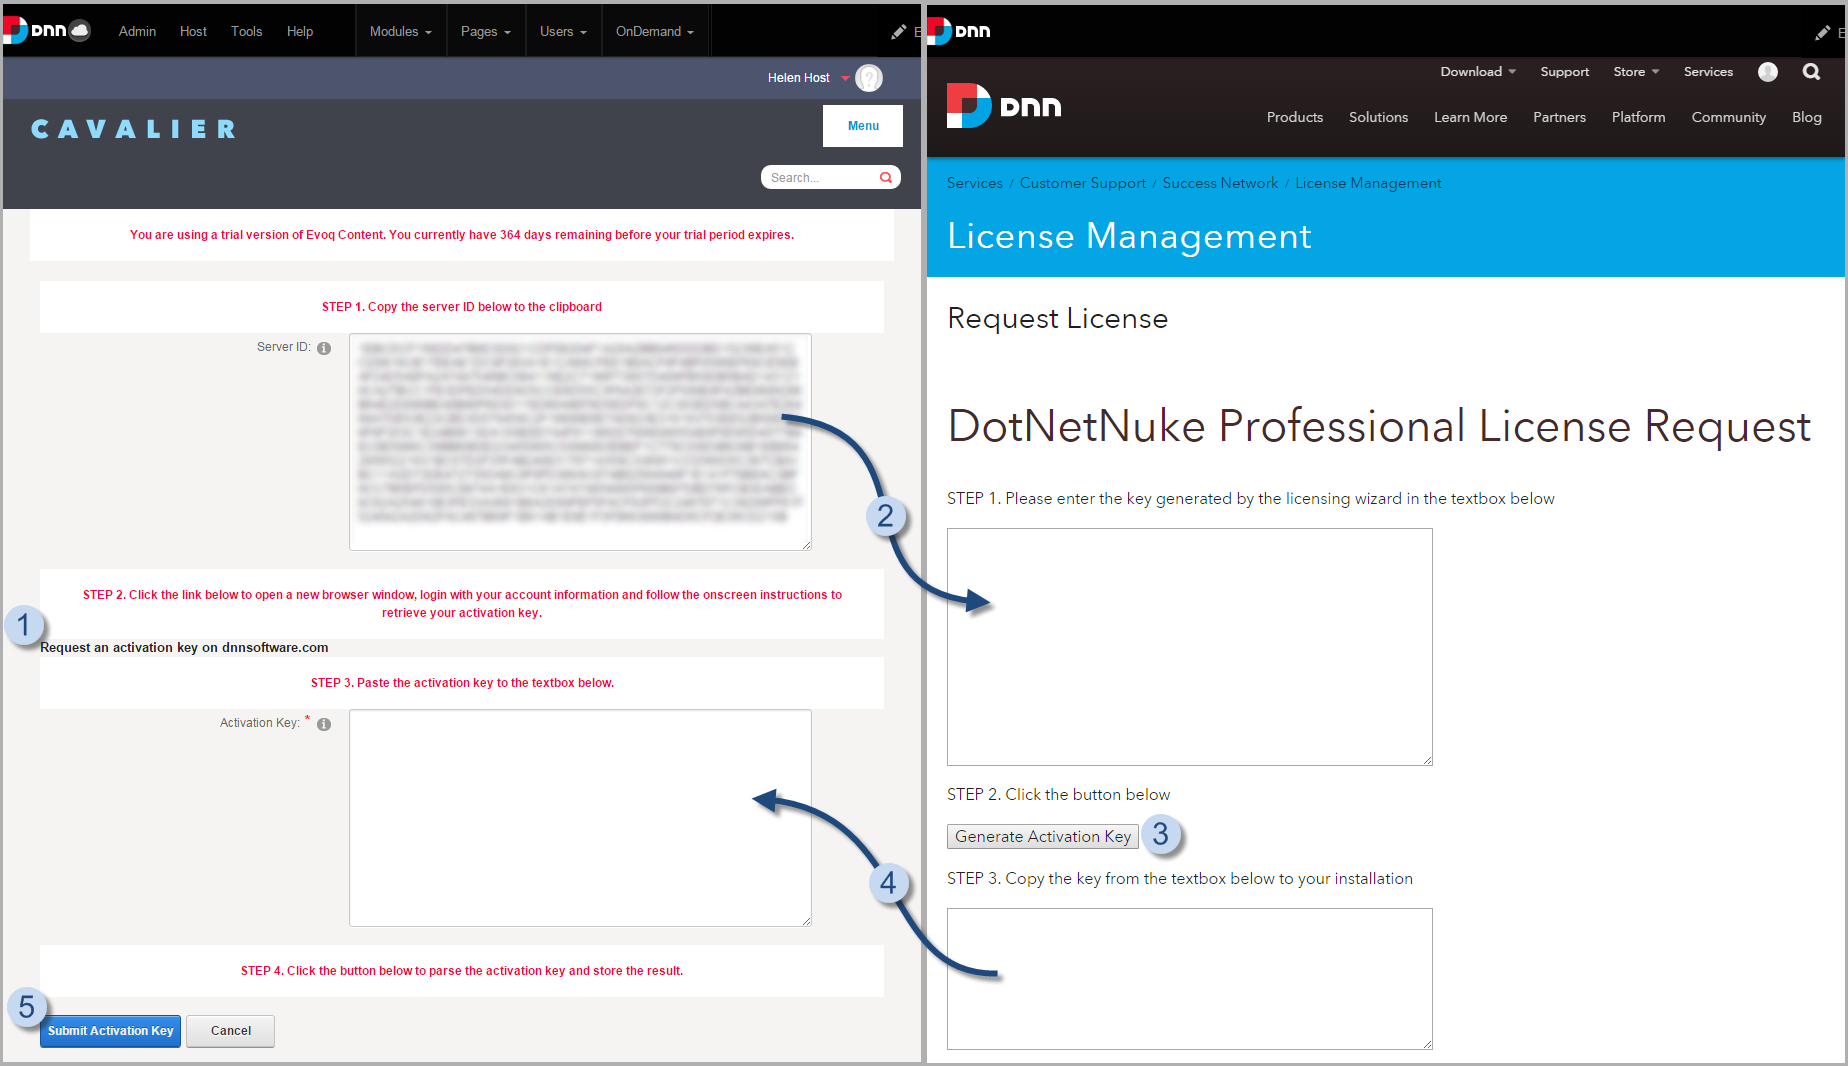 DNN
Admin Host Tools Help Modules Pages Users OnDemand E
Helen Host
CAVALIER
Menu
Search...
You are using a trial version of Evoq Content. You currently have 364 days remaining before your trial period expires.
STEP 1. Copy the server ID below to the clipboard
Server ID:
2
STEP 2. Click the link below to open a new browser window, login with your account information and follow the onscreen instructions to
retrieve your activation key.
1
Request an activation key on dnnsoftware.com
STEP 3. Paste the activation key to the textbox below.
Activation Key: *
4
STEP 4. Click the button below to parse the activation key and store the result.
5
Submit Activation Key Cancel
DNN
E
Download Support Store Services
DNN
Products Solutions Learn More Partners Platform Community Blog
Services / Customer Support / Success Network / License Management
License Management
Request License
DotNetNuke Professional License Request
STEP 1. Please enter the key generated by the licensing wizard in the textbox below
STEP 2. Click the button below
Generate Activation Key 3
STEP 3. Copy the key from the textbox below to your installation